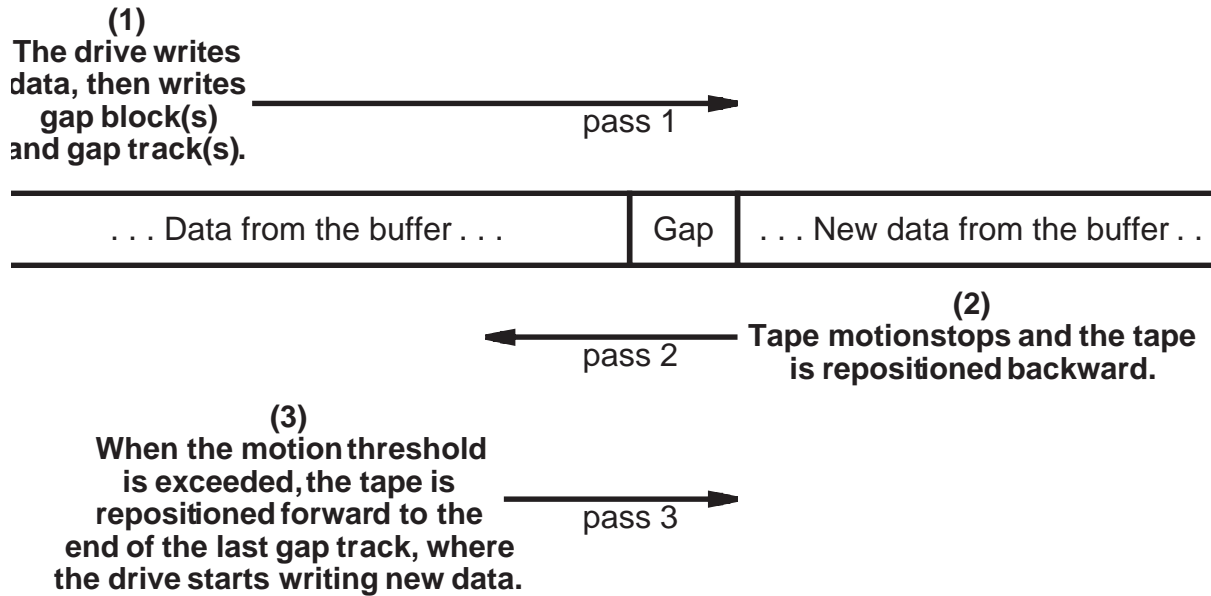 (1)
The drive writes
data, then writes
gap block(s)
and gap track(s).
pass 1
. . . Data from the buffer . . .
Gap
. . . New data from the buffer . .
(2)
Tape motionstops and the tape
is repositioned backward.
pass 2
(3)
When the motion threshold
is exceeded, the tape is
repositioned forward to the
end of the last gap track, where
the drive starts writing new data.
pass 3